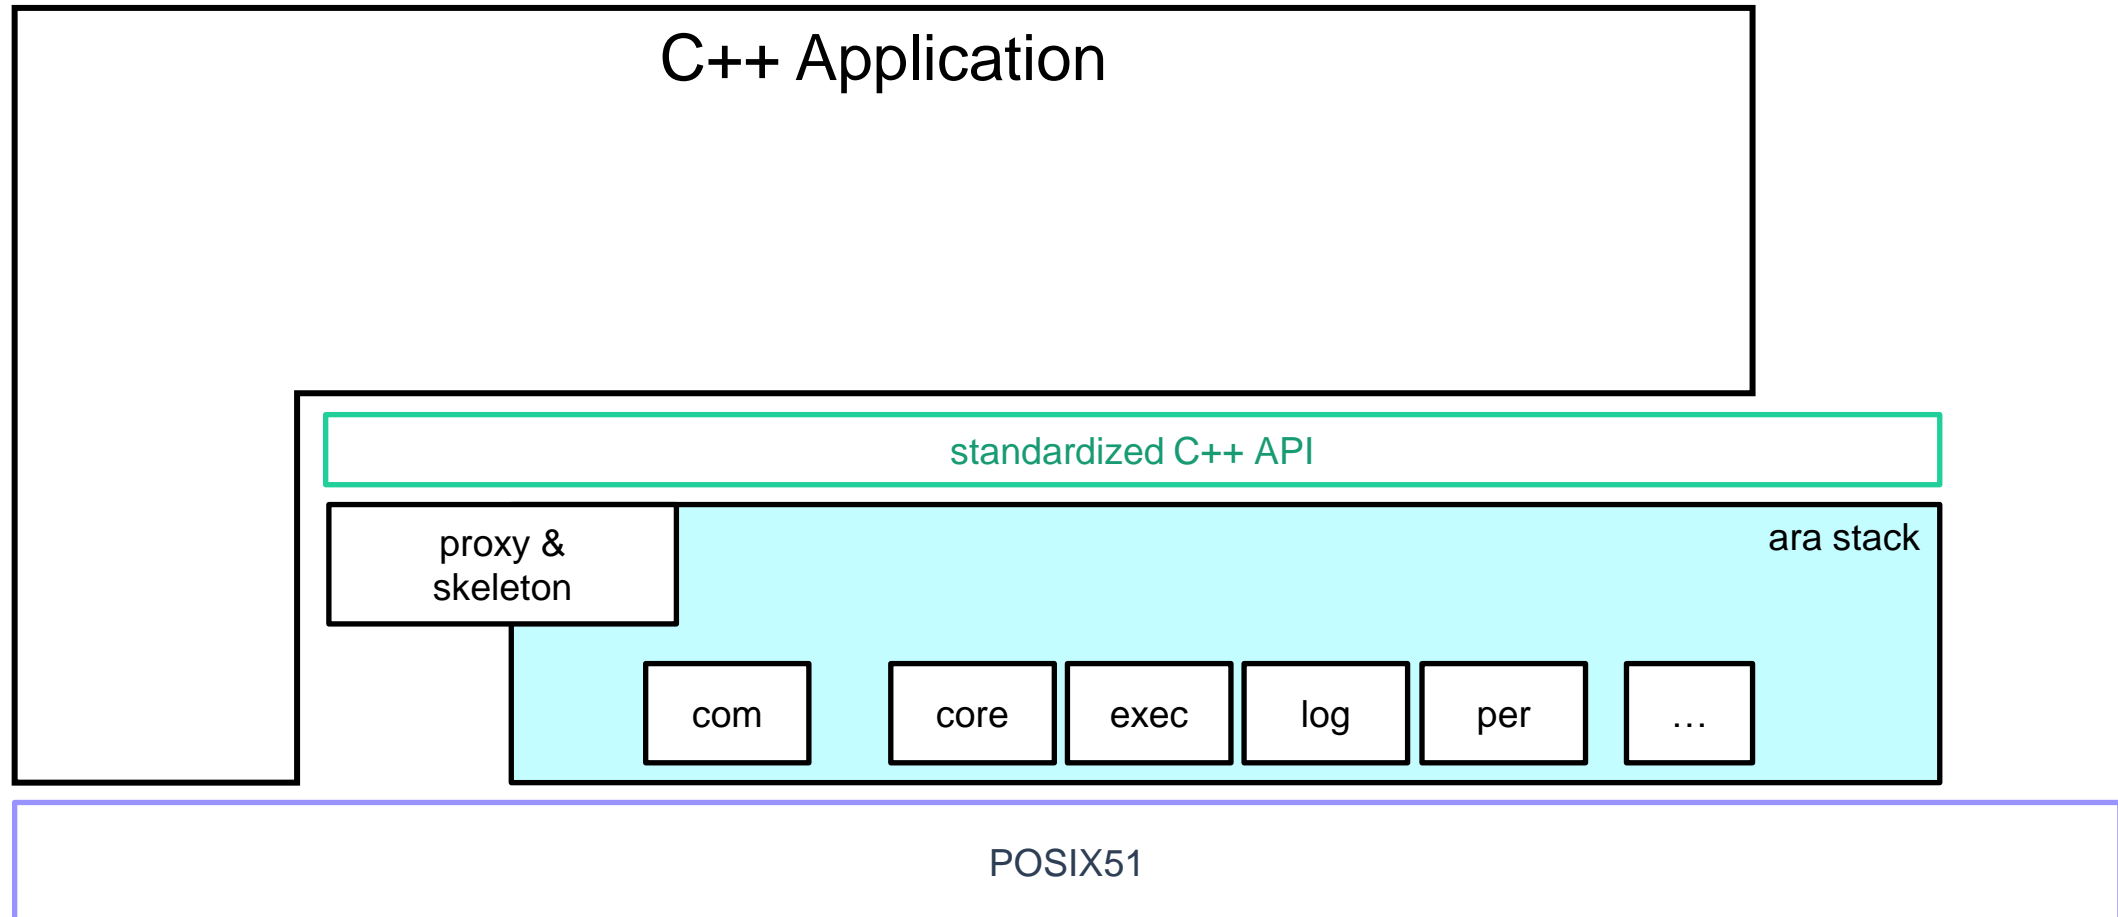 C++ Application
standardized C++ API
proxy &
skeleton
ara stack
com
core
exec
log
per
…
POSIX51